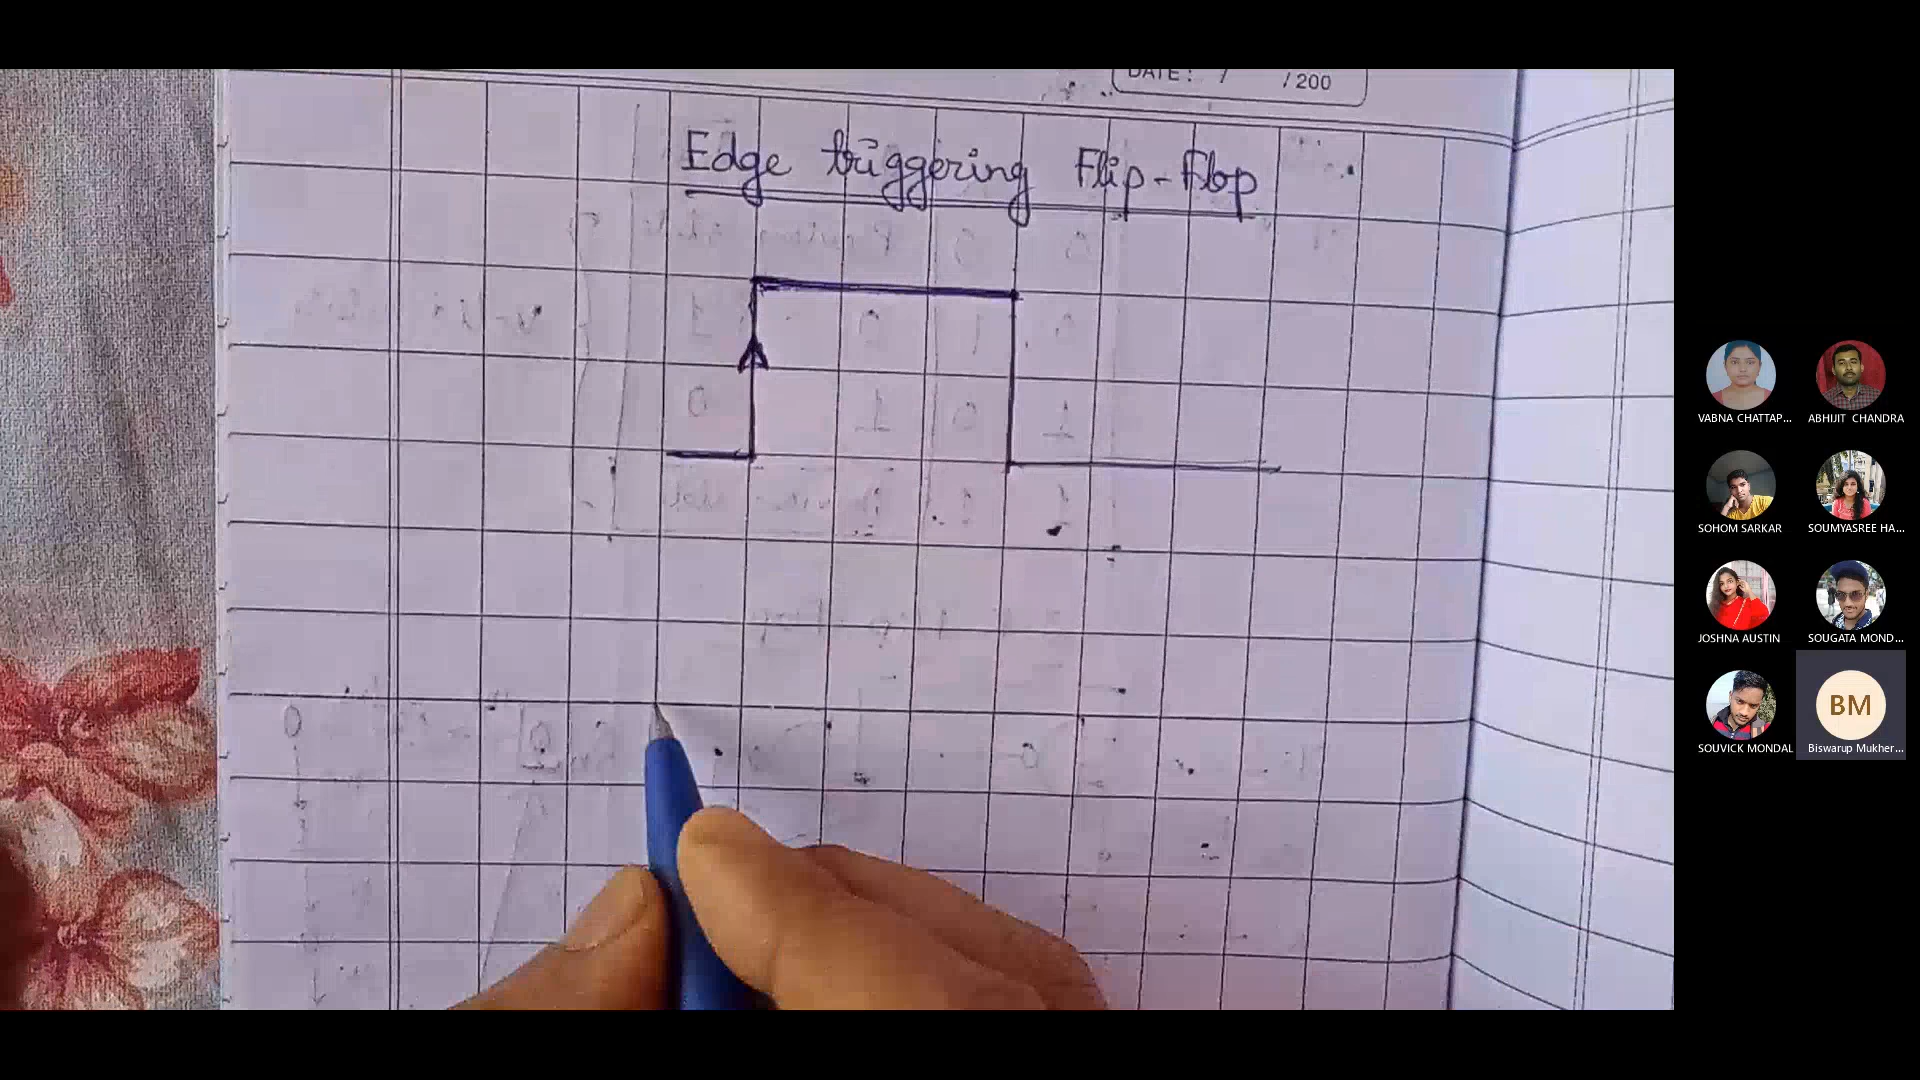 DATE: / /200
Edge triggering Flip-Flop
VABNA CHATTAP...
ABHIJIT CHANDRA
SOHOM SARKAR
SOUMYASREE HA...
JOSHNA AUSTIN
SOUGATA MOND...
SOUVICK MONDAL
BM
Biswarup Mukher...